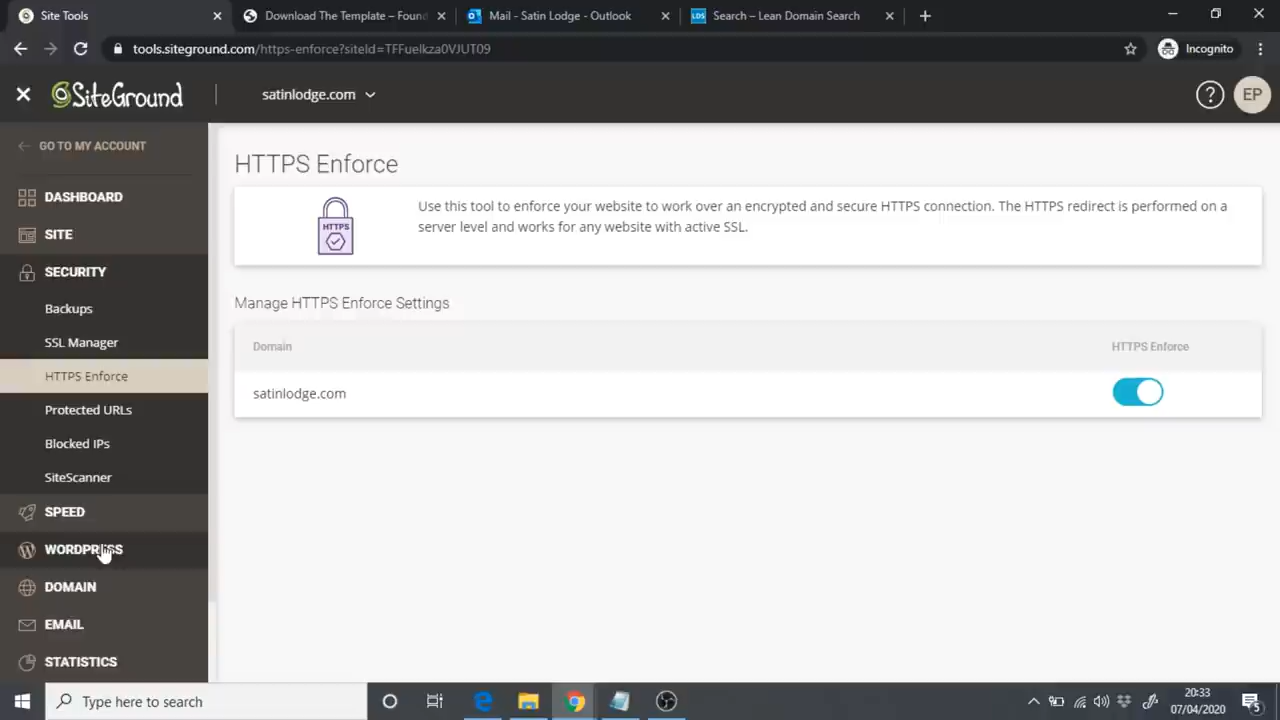 Site Tools
Download The Template – Found
Mail - Satin Lodge - Outlook
LDS
Search – Lean Domain Search
tools.siteground.com/https-enforce?siteId=TFFuelkza0VJUT09
Incognito
SiteGround
satinlodge.com
?
EP
GO TO MY ACCOUNT
DASHBOARD
SITE
SECURITY
Backups
SSL Manager
HTTPS Enforce
Protected URLs
Blocked IPs
SiteScanner
SPEED
WORDPRESS
DOMAIN
EMAIL
STATISTICS
HTTPS Enforce
HTTPS
Use this tool to enforce your website to work over an encrypted and secure HTTPS connection. The HTTPS redirect is performed on a
server level and works for any website with active SSL.
Manage HTTPS Enforce Settings
Domain
HTTPS Enforce
satinlodge.com
Type here to search
20:33
07/04/2020
5